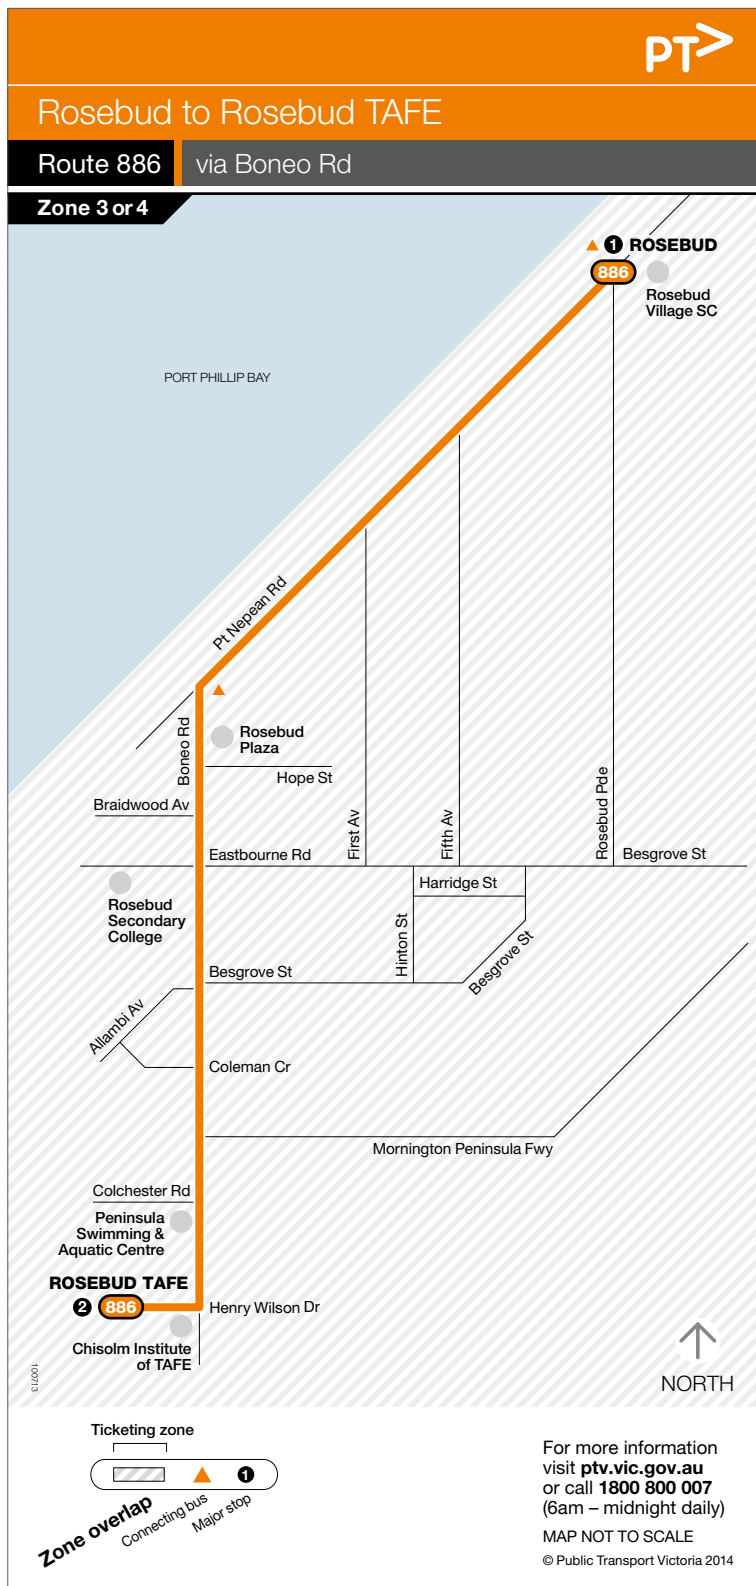 PT>
Rosebud to Rosebud TAFE
Route 886
via Boneo Rd
Zone 3 or 4
1 ROSEBUD
886
Rosebud
Village SC
PORT PHILLIP BAY
Pt Nepean Rd
Boneo Rd
Rosebud
Plaza
Hope St
Braidwood Av
First Av
Fifth Av
Rosebud Pde
Eastbourne Rd
Besgrove St
Harridge St
Rosebud
Secondary
College
Hinton St
Besgrove St
Besgrove St
Allambi Av
Coleman Cr
Mornington Peninsula Fwy
Colchester Rd
Peninsula
Swimming &
Aquatic Centre
ROSEBUD TAFE
2 886
Henry Wilson Dr
Chisolm Institute
of TAFE
100713
NORTH
Ticketing zone
1
Zone overlap
Connecting bus
Major stop
For more information
visit ptv.vic.gov.au
or call 1800 800 007
(6am – midnight daily)
MAP NOT TO SCALE
© Public Transport Victoria 2014